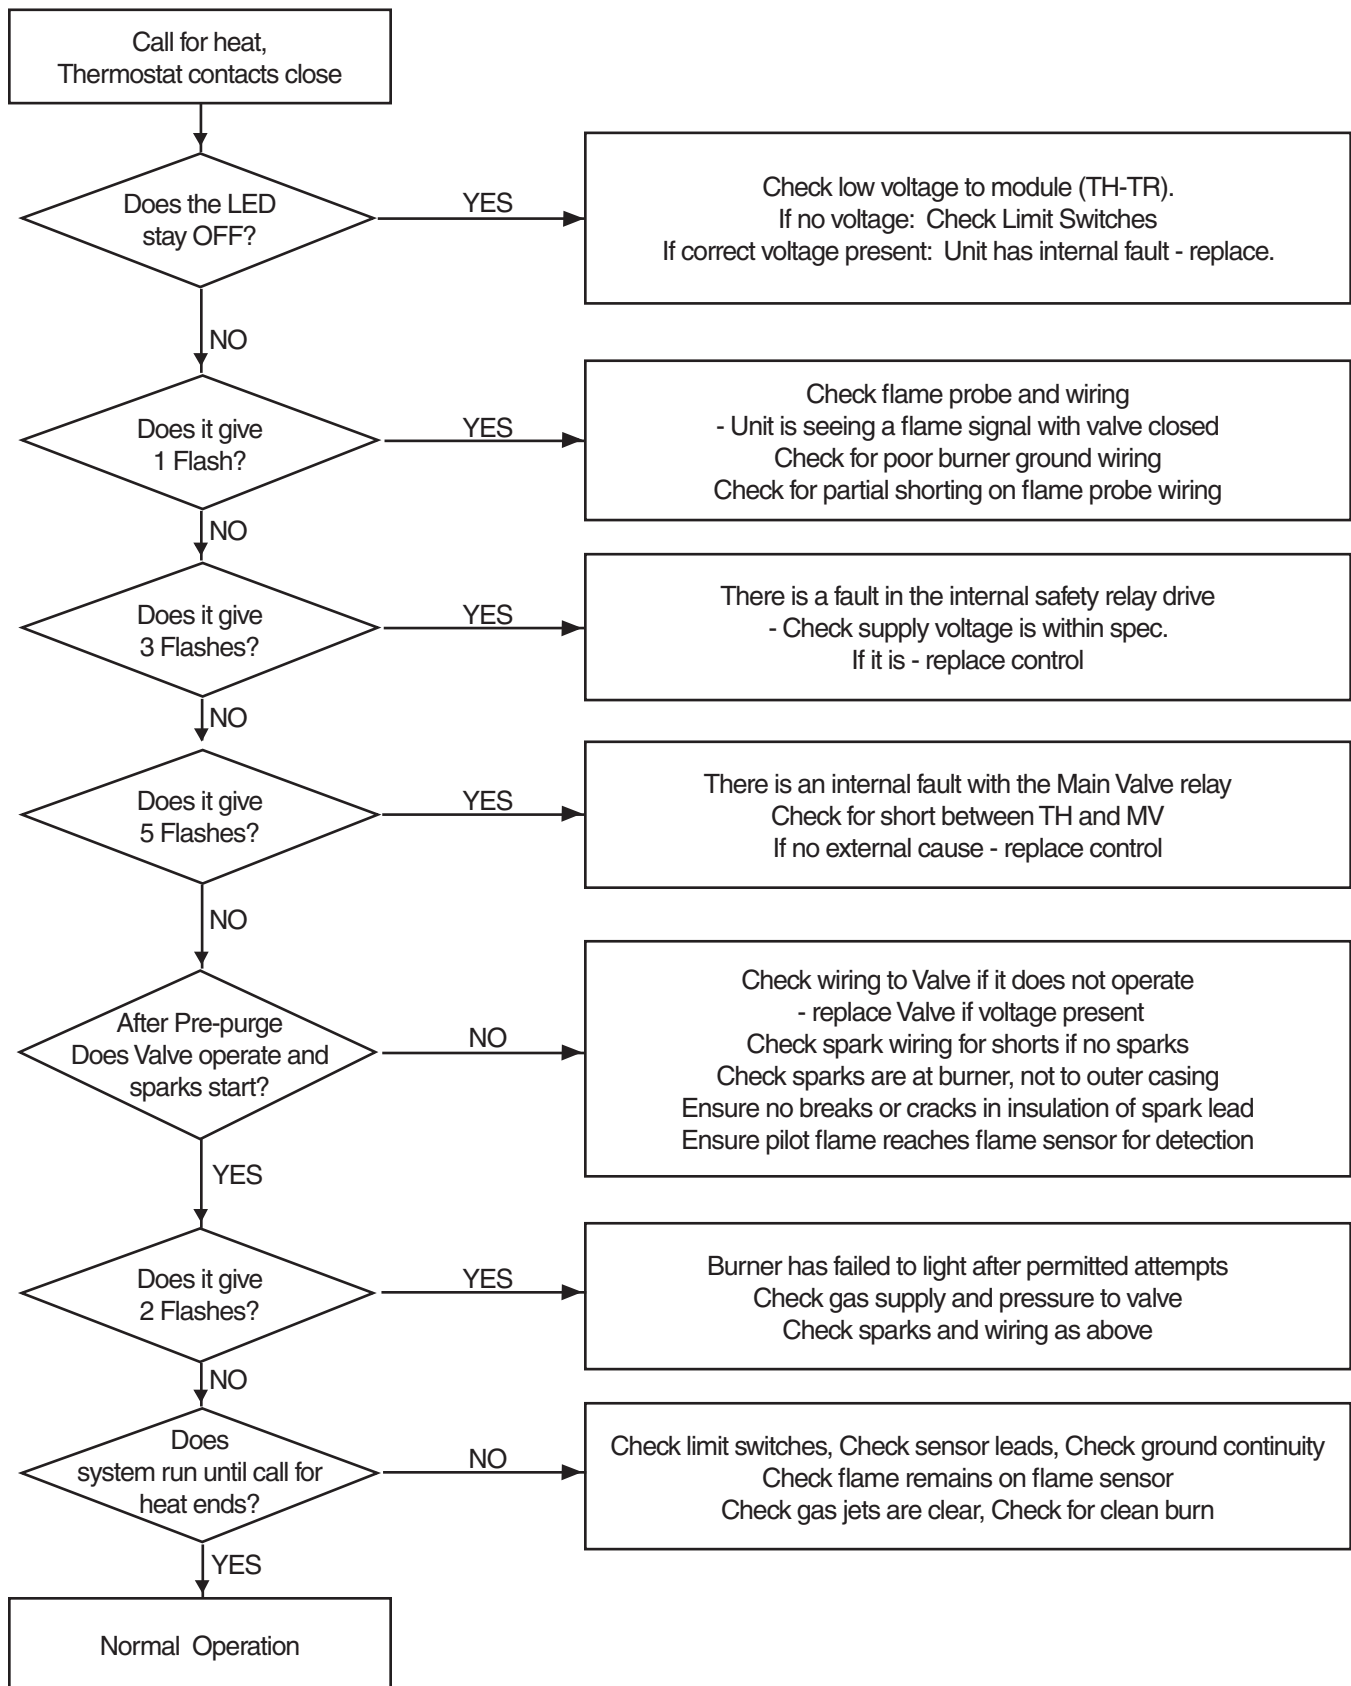 Call for heat,
Thermostat contacts close
Does the LED
stay OFF?
YES
Check low voltage to module (TH-TR).
If no voltage: Check Limit Switches
If correct voltage present: Unit has internal fault - replace.
NO
Does it give
1 Flash?
YES
Check flame probe and wiring
- Unit is seeing a flame signal with valve closed
Check for poor burner ground wiring
Check for partial shorting on flame probe wiring
NO
Does it give
3 Flashes?
YES
There is a fault in the internal safety relay drive
- Check supply voltage is within spec.
If it is - replace control
NO
Does it give
5 Flashes?
YES
There is an internal fault with the Main Valve relay
Check for short between TH and MV
If no external cause - replace control
NO
After Pre-purge
Does Valve operate and
sparks start?
NO
Check wiring to Valve if it does not operate
- replace Valve if voltage present
Check spark wiring for shorts if no sparks
Check sparks are at burner, not to outer casing
Ensure no breaks or cracks in insulation of spark lead
Ensure pilot flame reaches flame sensor for detection
YES
Does it give
2 Flashes?
YES
Burner has failed to light after permitted attempts
Check gas supply and pressure to valve
Check sparks and wiring as above
NO
Does
system run until call for
heat ends?
NO
Check limit switches, Check sensor leads, Check ground continuity
Check flame remains on flame sensor
Check gas jets are clear, Check for clean burn
YES
Normal Operation